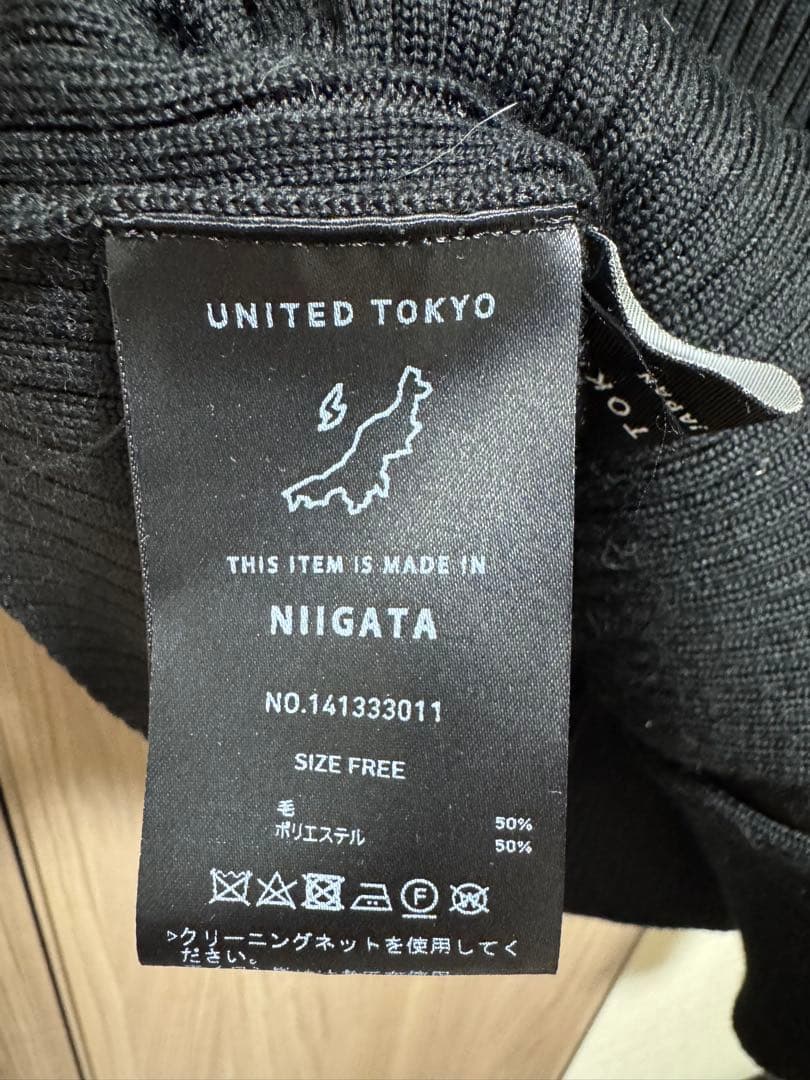 UNITED TOKYO
THIS ITEM IS MADE IN
NIIGATA
NO.141333011
SIZE FREE
毛 50%
ポリエステル 50%
F
W
>クリーニングネットを使用してく
ださい。
TOK
JAPAN